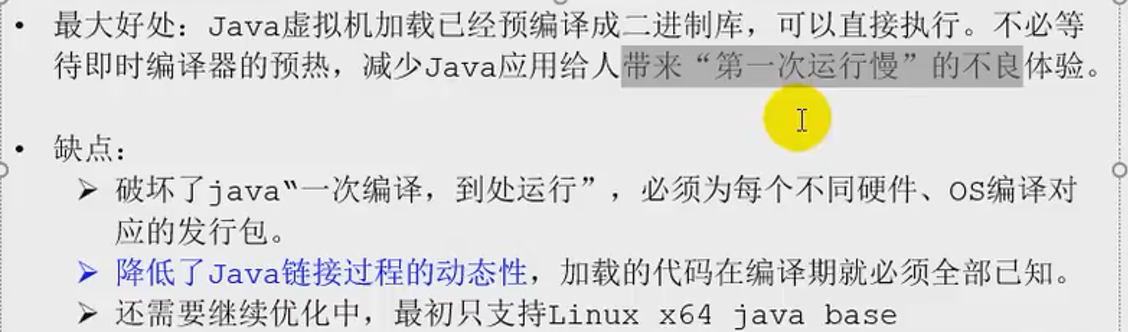 • 最大好处：Java虚拟机加载已经预编译成二进制库，可以直接执行。不必等
待即时编译器的预热，减少Java应用给人带来“第一次运行慢”的不良体验。
• 缺点：
➢ 破坏了java“一次编译，到处运行”，必须为每个不同硬件、OS编译对
应的发行包。
➢ 降低了Java链接过程的动态性，加载的代码在编译期就必须全部已知。
➢ 还需要继续优化中，最初只支持Linux x64 java base